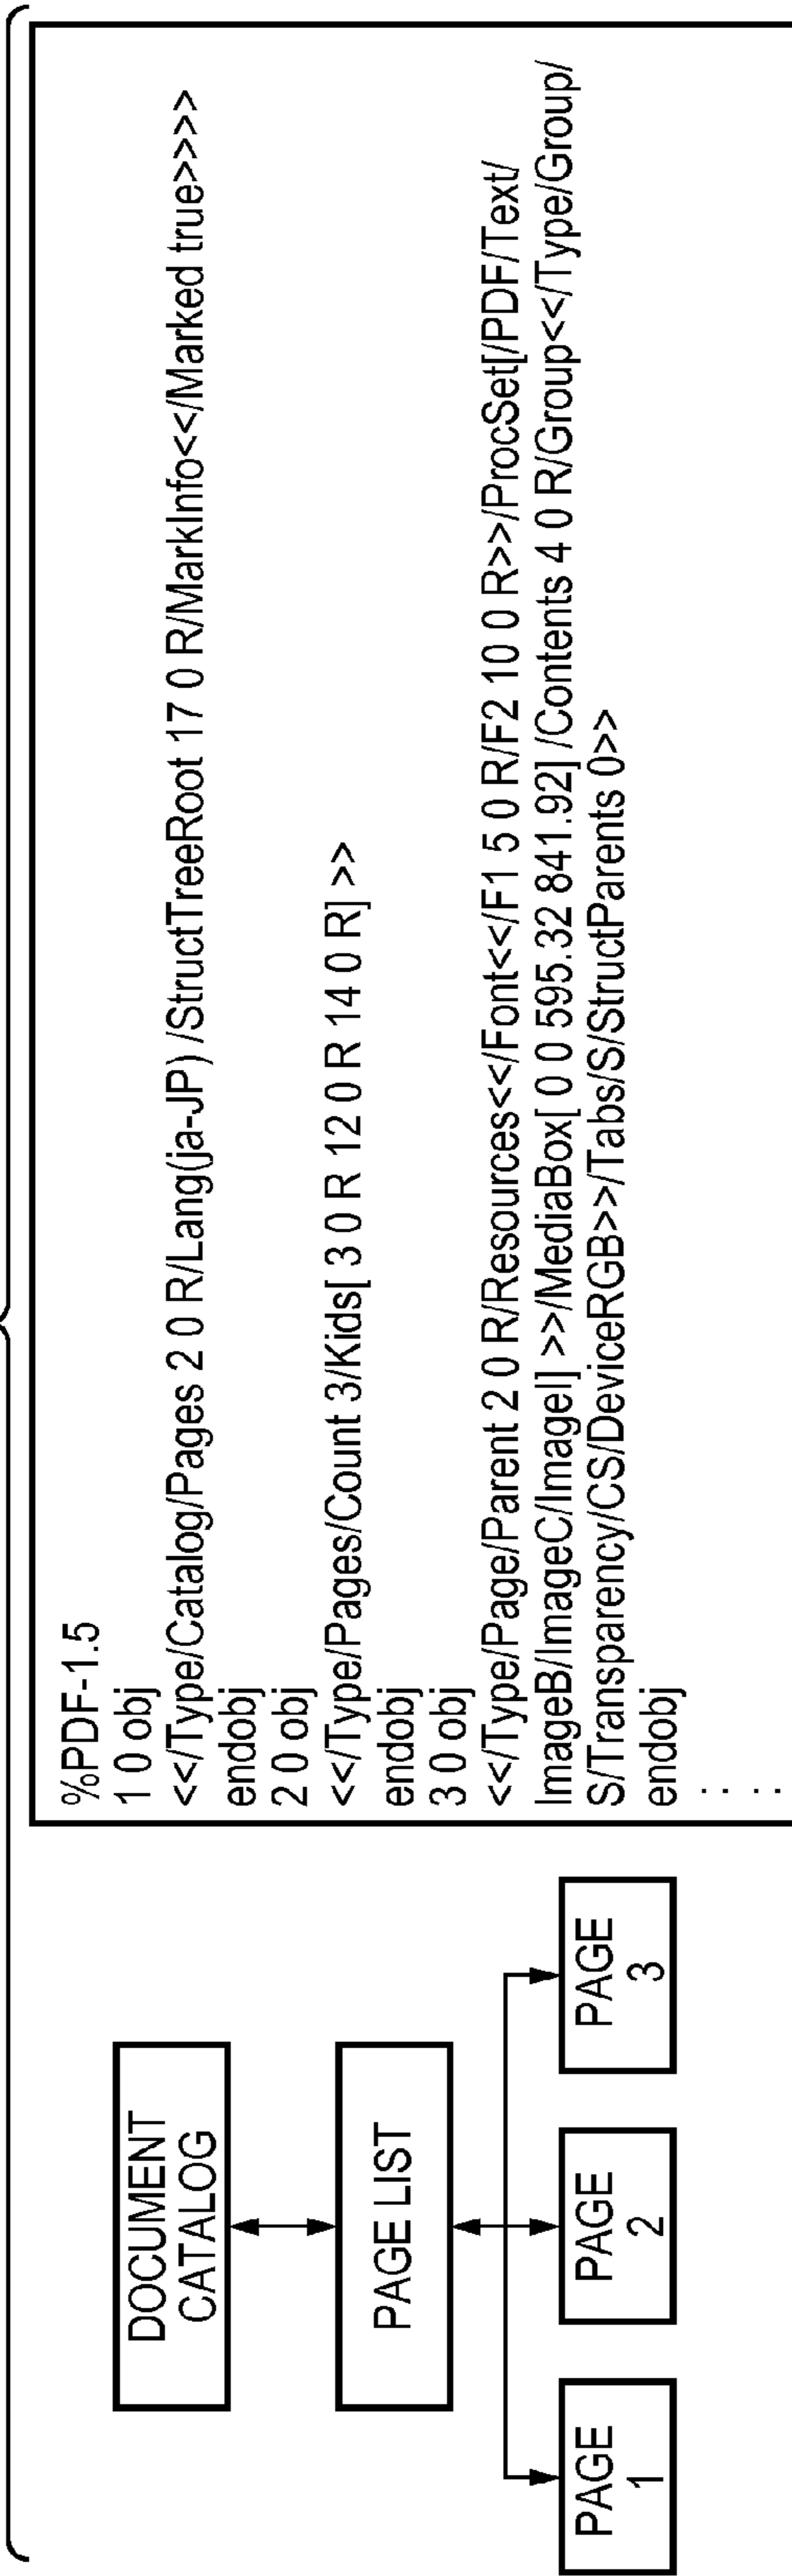 DOCUMENT
CATALOG
PAGE LIST
PAGE
1
PAGE
2
PAGE
3
%PDF-1.5
1 0 obj
<</Type/Catalog/Pages 2 0 R/Lang(ja-JP) /StructTreeRoot 17 0 R/MarkInfo<</Marked true>>>>
endobj
2 0 obj
<</Type/Pages/Count 3/Kids[ 3 0 R 12 0 R 14 0 R] >>
endobj
3 0 obj
<</Type/Page/Parent 2 0 R/Resources<</Font<</F1 5 0 R/F2 10 0 R>>/ProcSet[/PDF/Text/
ImageB/ImageC/ImageI] >>/MediaBox[ 0 0 595.32 841.92] /Contents 4 0 R/Group<</Type/Group/
S/Transparency/CS/DeviceRGB>>/Tabs/S/StructParents 0>>
endobj
:
: